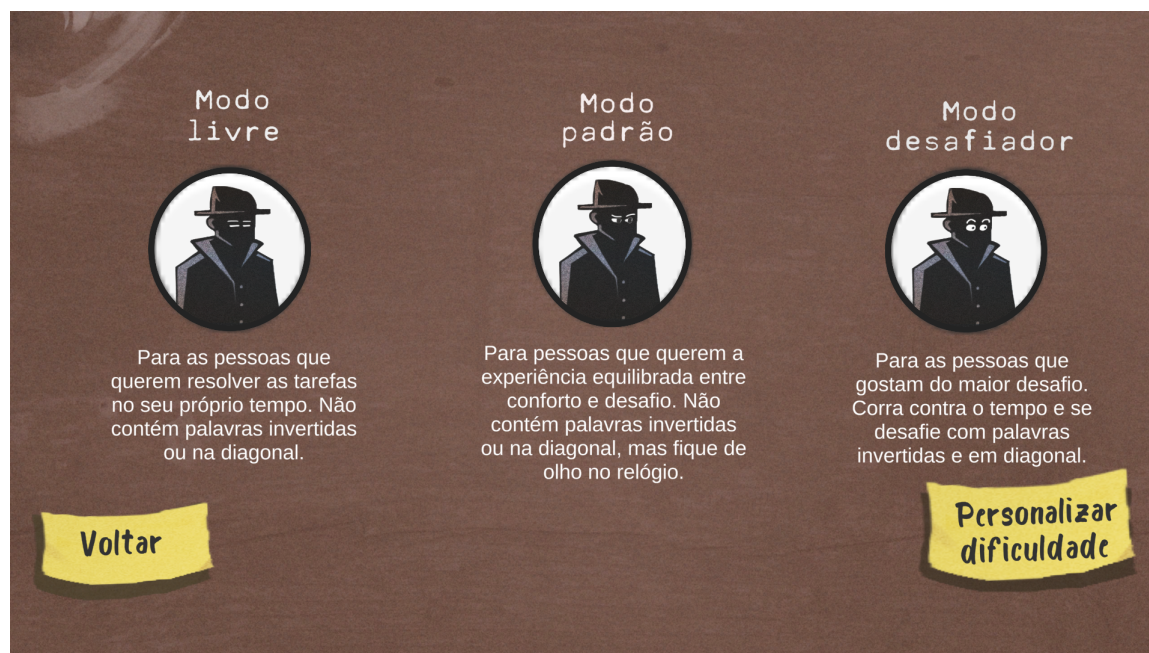 Modo
livre
Para as pessoas que
querem resolver as tarefas
no seu próprio tempo. Não
contém palavras invertidas
ou na diagonal.
Modo
padrão
Para pessoas que querem a
experiência equilibrada entre
conforto e desafio. Não
contém palavras invertidas
ou na diagonal, mas fique de
olho no relógio.
Modo
desafiador
Para as pessoas que
gostam do maior desafio.
Corra contra o tempo e se
desafie com palavras
invertidas e em diagonal.
Voltar
Personalizar
dificuldade